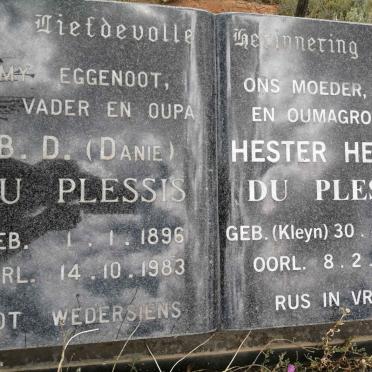 Liefdevolle
MY EGGENOOT,
VADER EN OUPA
B. D. (DANIE)
U PLESSIS
EB. 1.1.1896
RL. 14.10.1983
OT WEDERSIENS
Herinnering
ONS MOEDER,
EN OUMAGRO
HESTER HE
DU PLES
GEB. (Kleyn) 30.
OORL. 8.2.
RUS IN VR